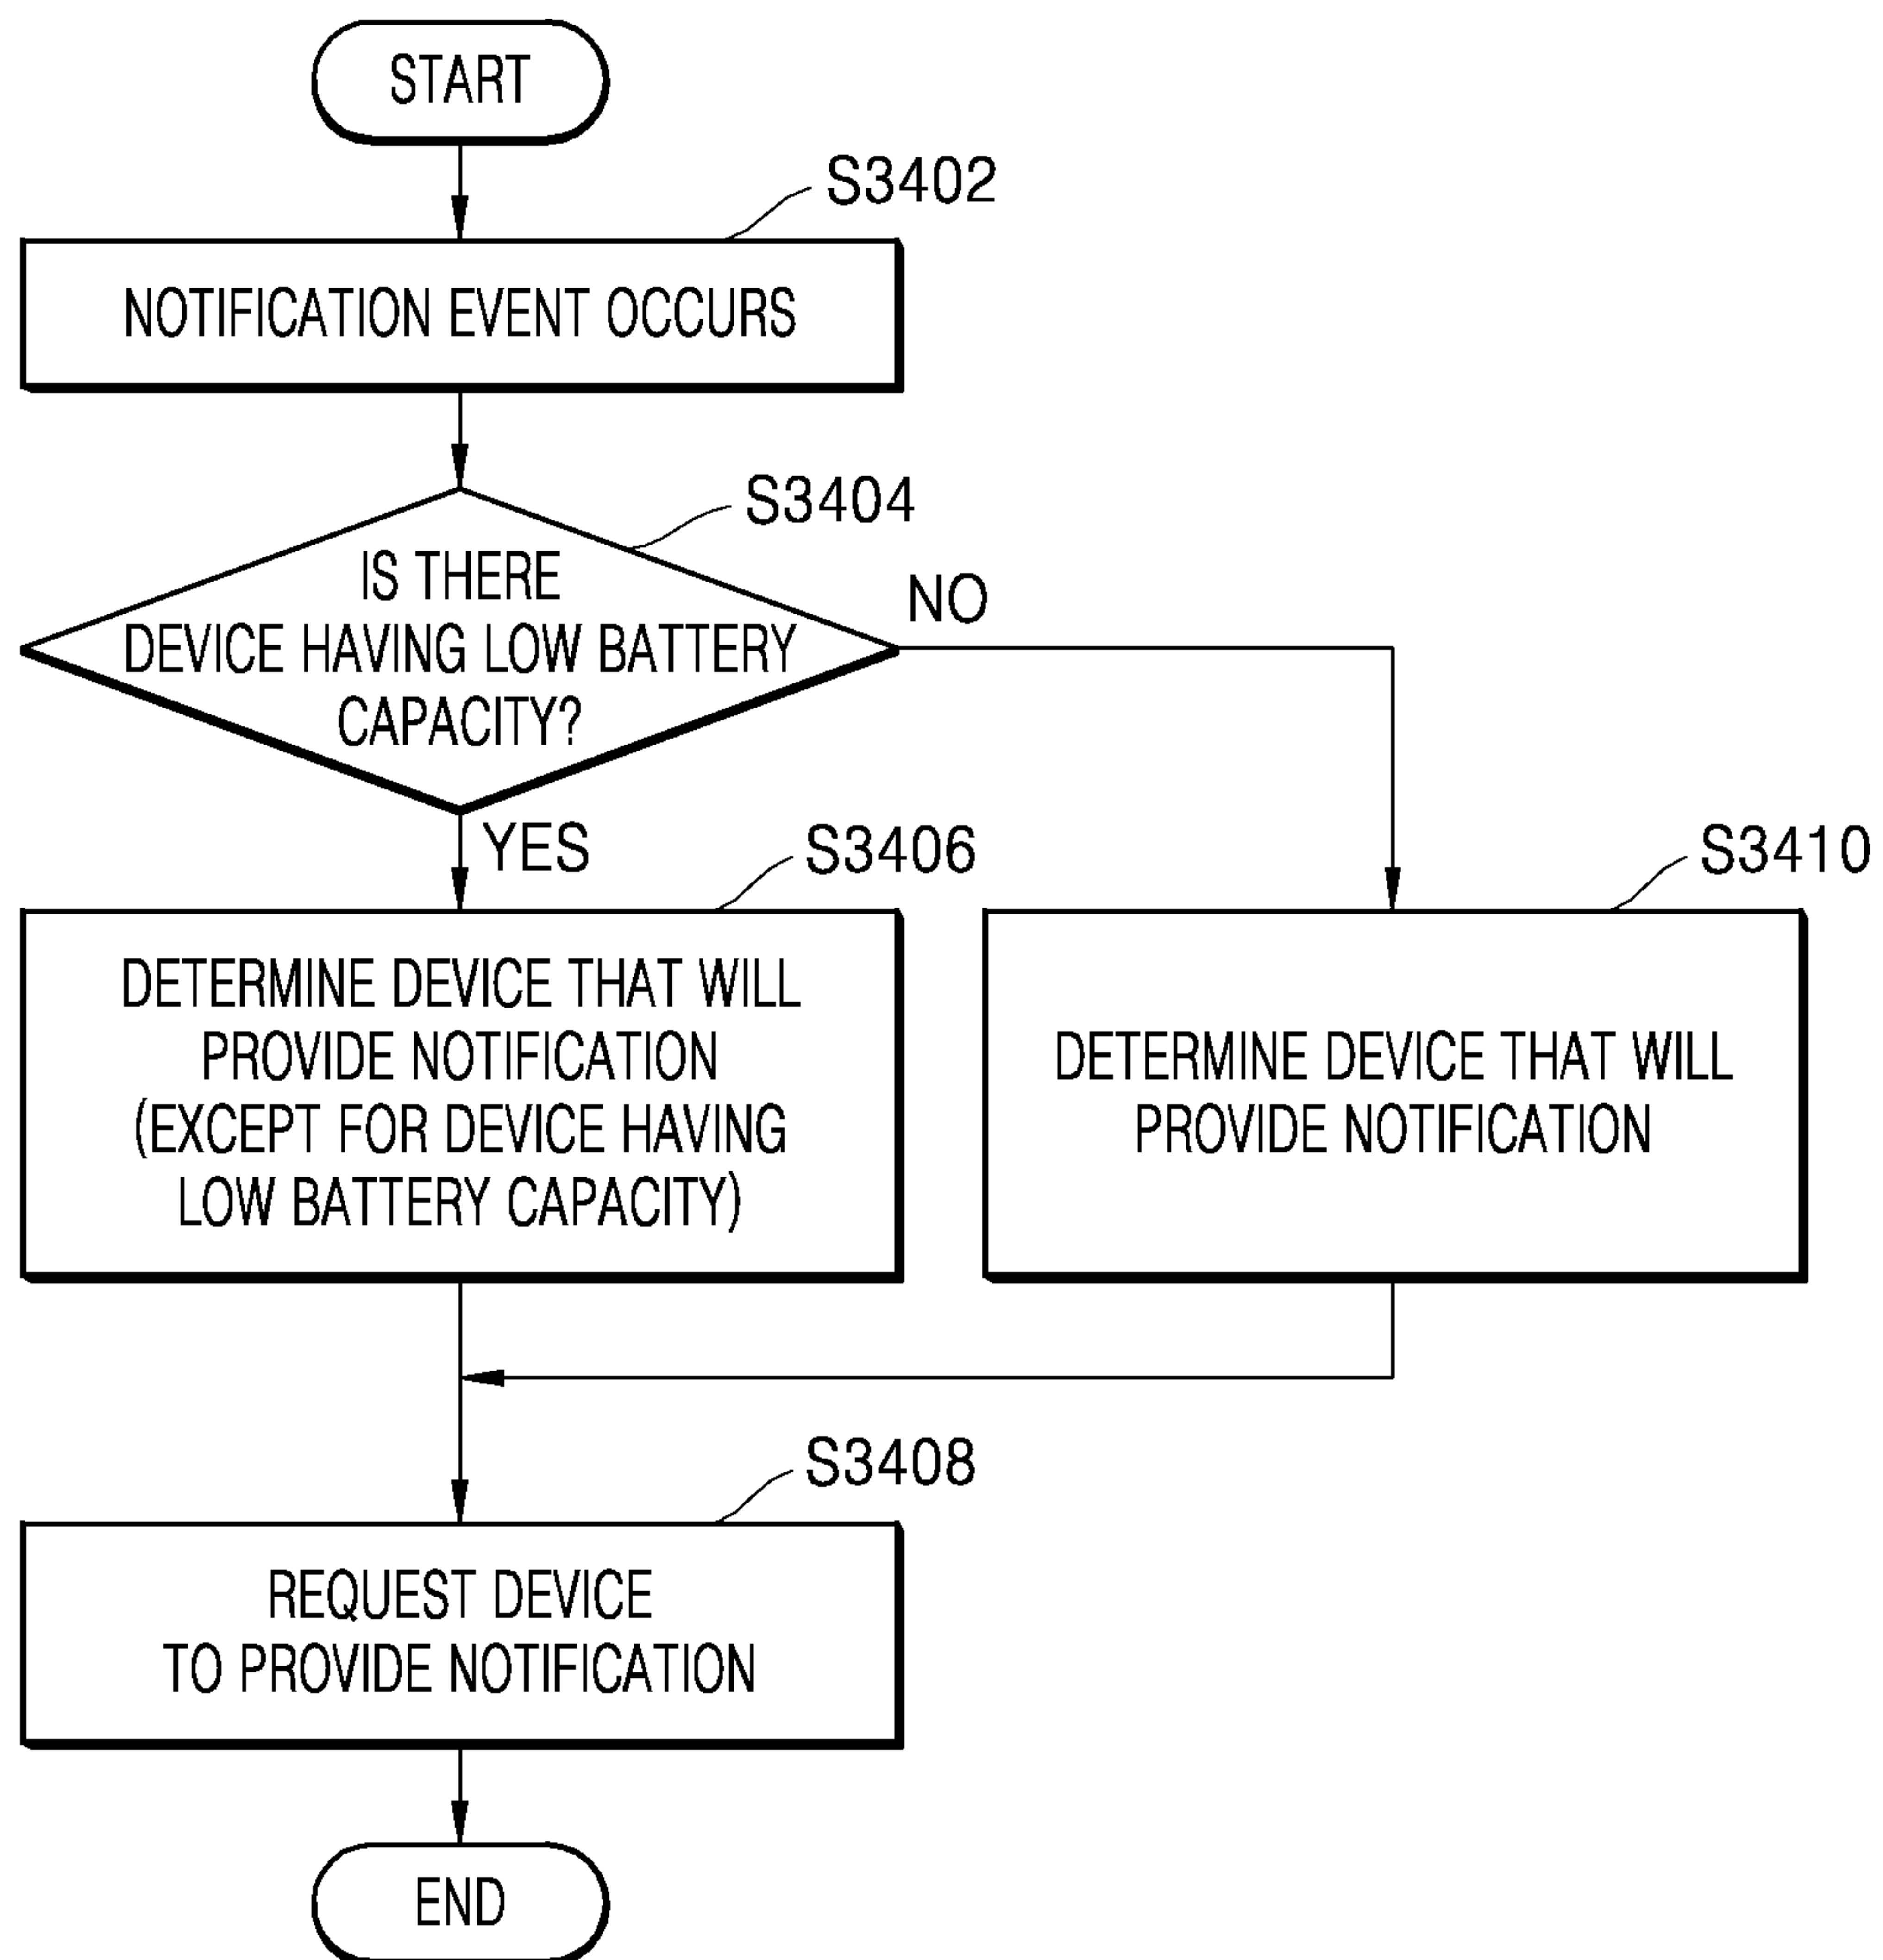 START
S3402
NOTIFICATION EVENT OCCURS
S3404
IS THERE
DEVICE HAVING LOW BATTERY
CAPACITY?
NO
YES
S3406
DETERMINE DEVICE THAT WILL
PROVIDE NOTIFICATION
(EXCEPT FOR DEVICE HAVING
LOW BATTERY CAPACITY)
S3410
DETERMINE DEVICE THAT WILL
PROVIDE NOTIFICATION
S3408
REQUEST DEVICE
TO PROVIDE NOTIFICATION
END